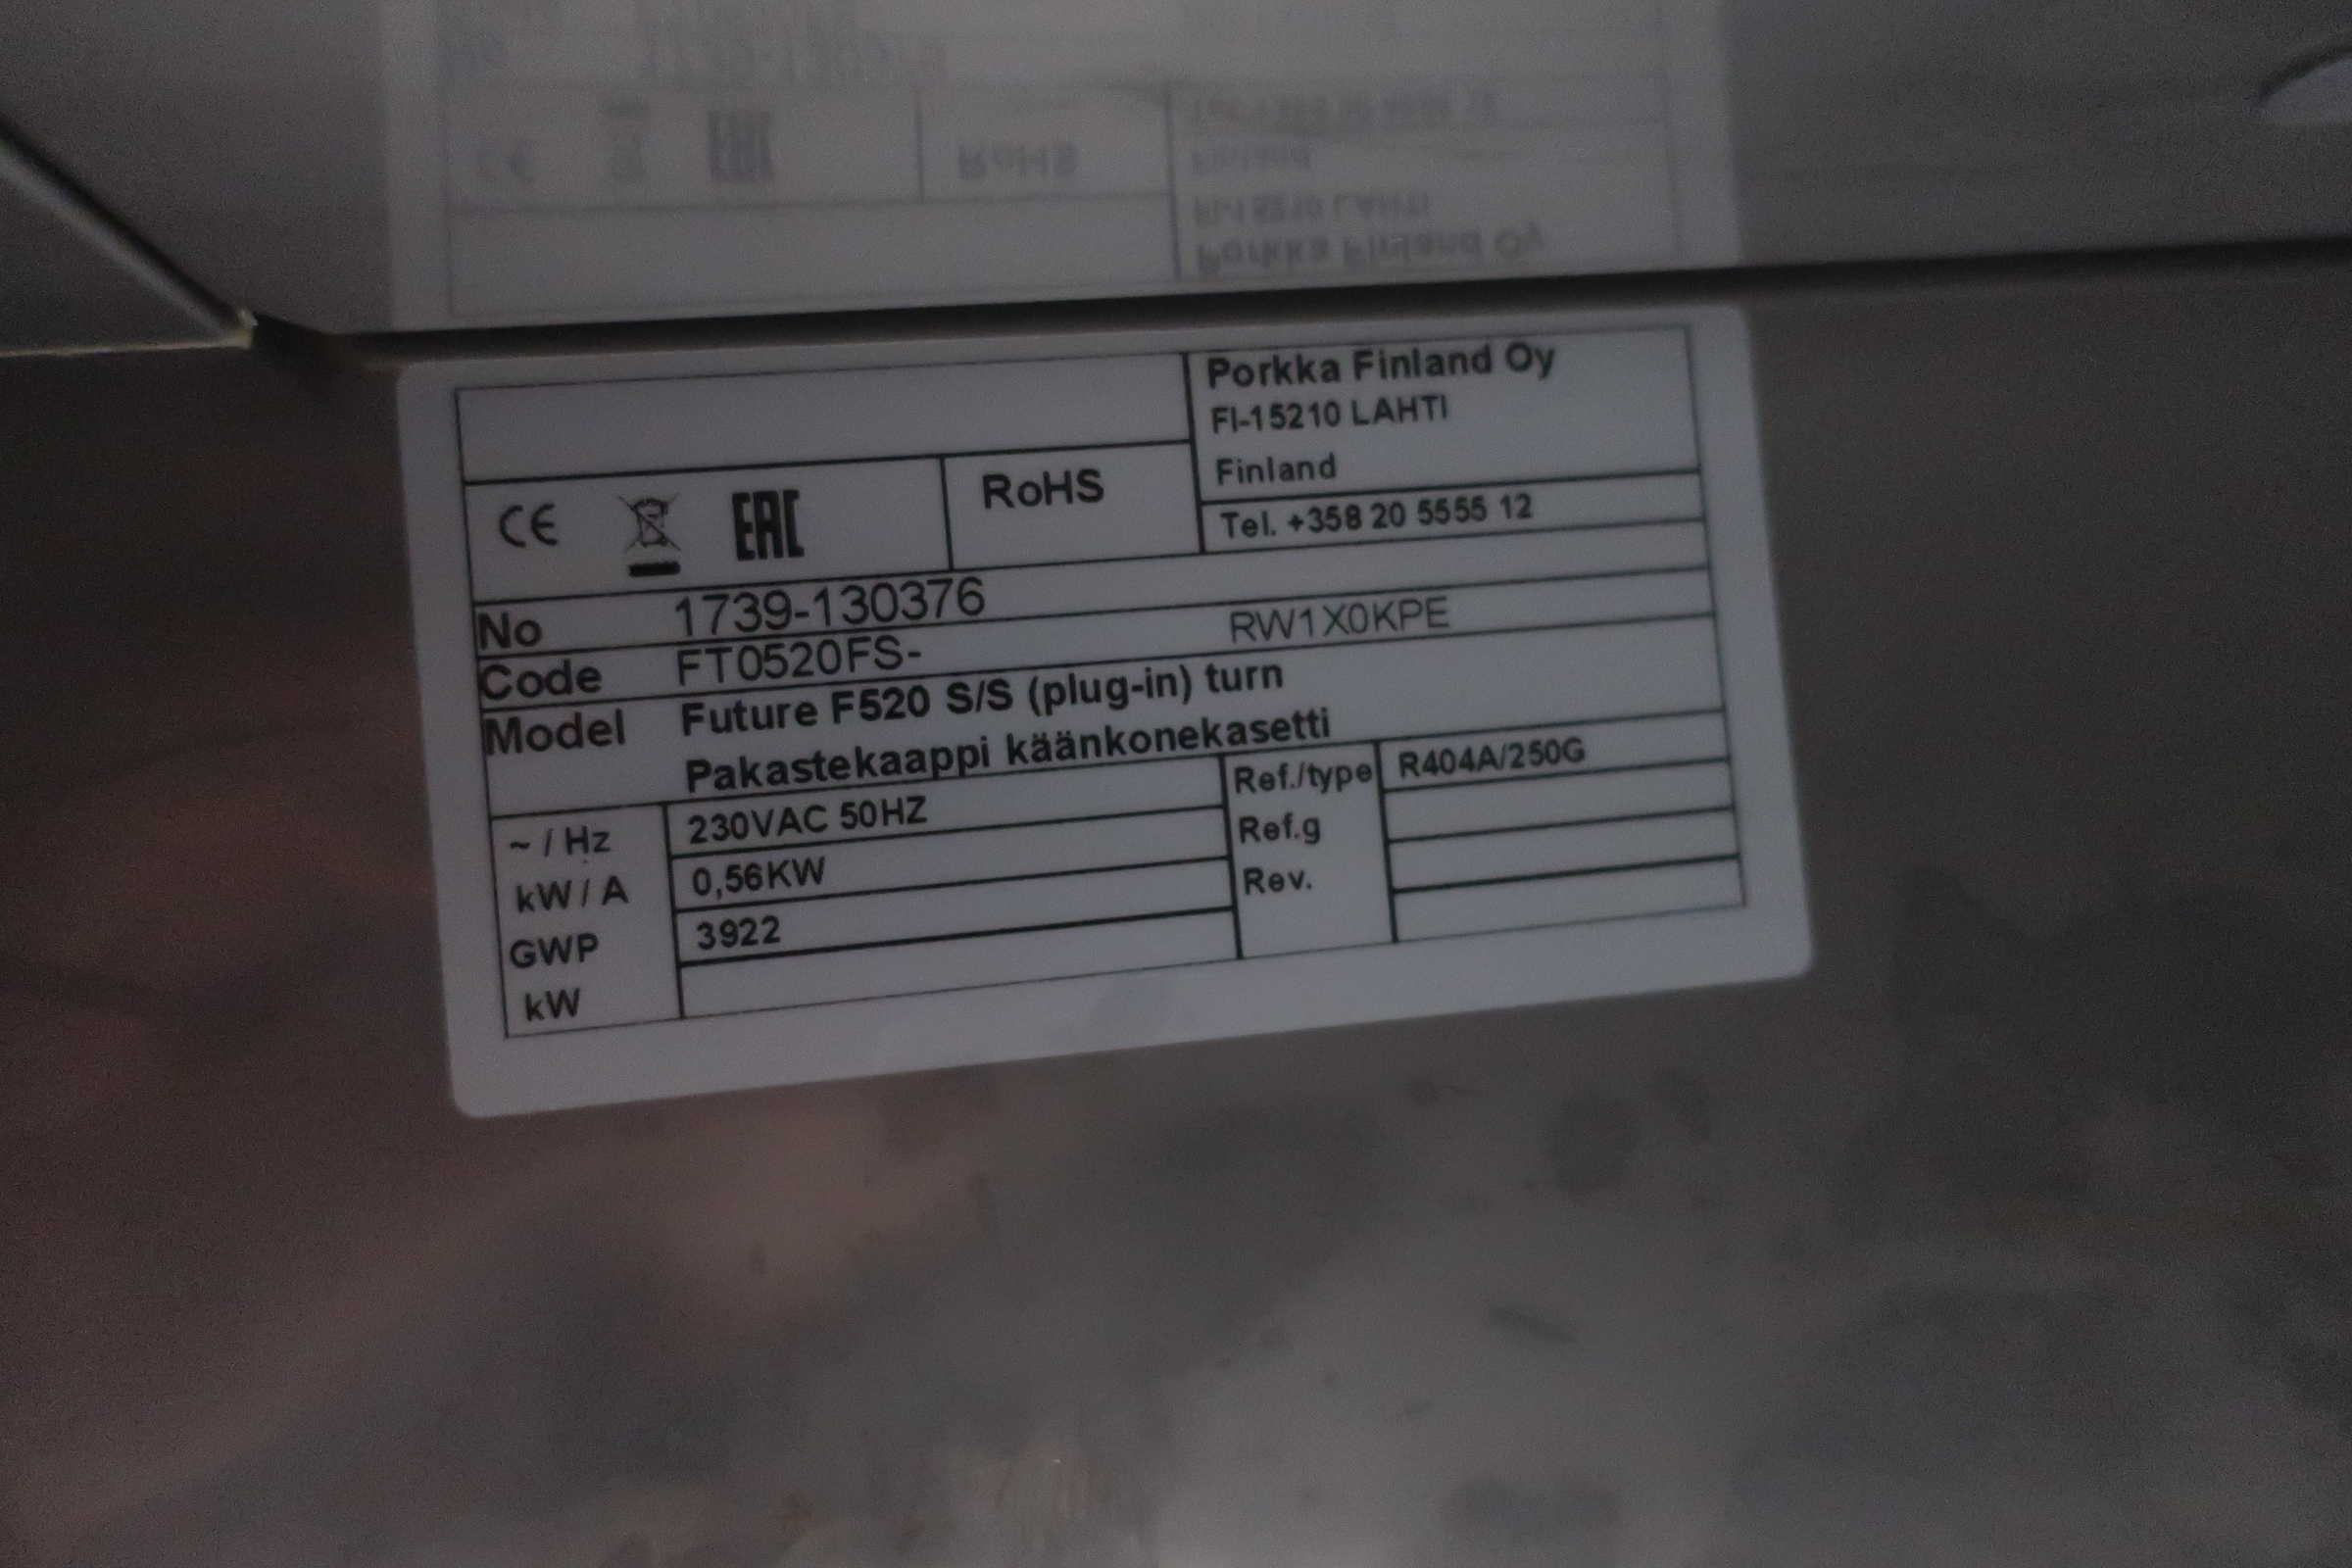 Porkka Finland Oy
FI-15210 LAHTI
Finland
CE EAC RoHS
Tel. +358 20 5555 12
No 1739-130376
Code FT0520FS- RW1X0KPE
Model Future F520 S/S (plug-in) turn
Pakastekaappi käänkonekasetti
~ / Hz 230VAC 50HZ Ref./type R404A/250G
kW / A 0,56KW Ref.g
GWP 3922 Rev.
kW